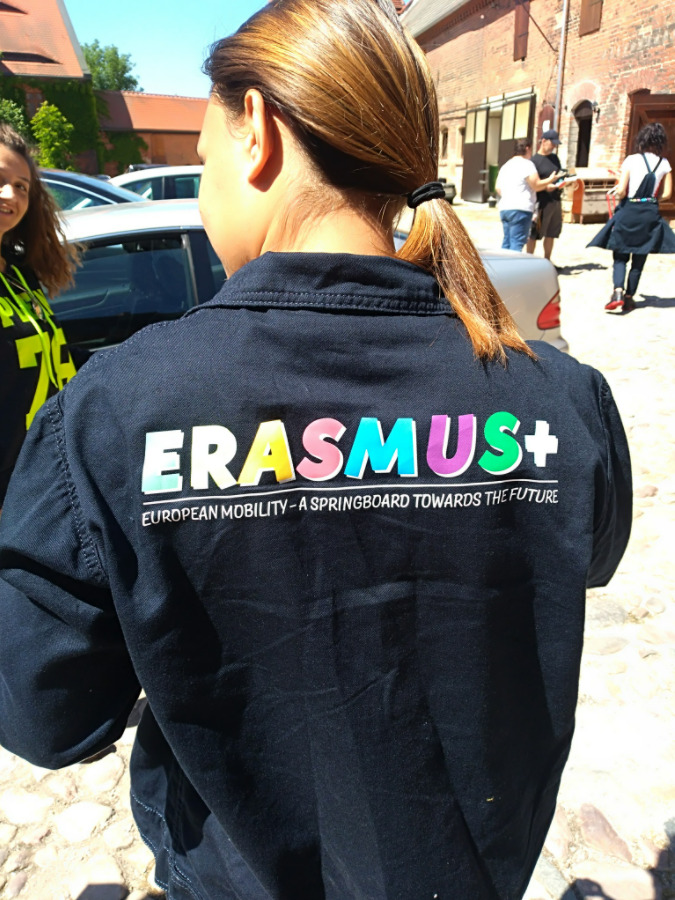 ERASMUS+
EUROPEAN MOBILITY - A SPRINGBOARD TOWARDS THE FUTURE